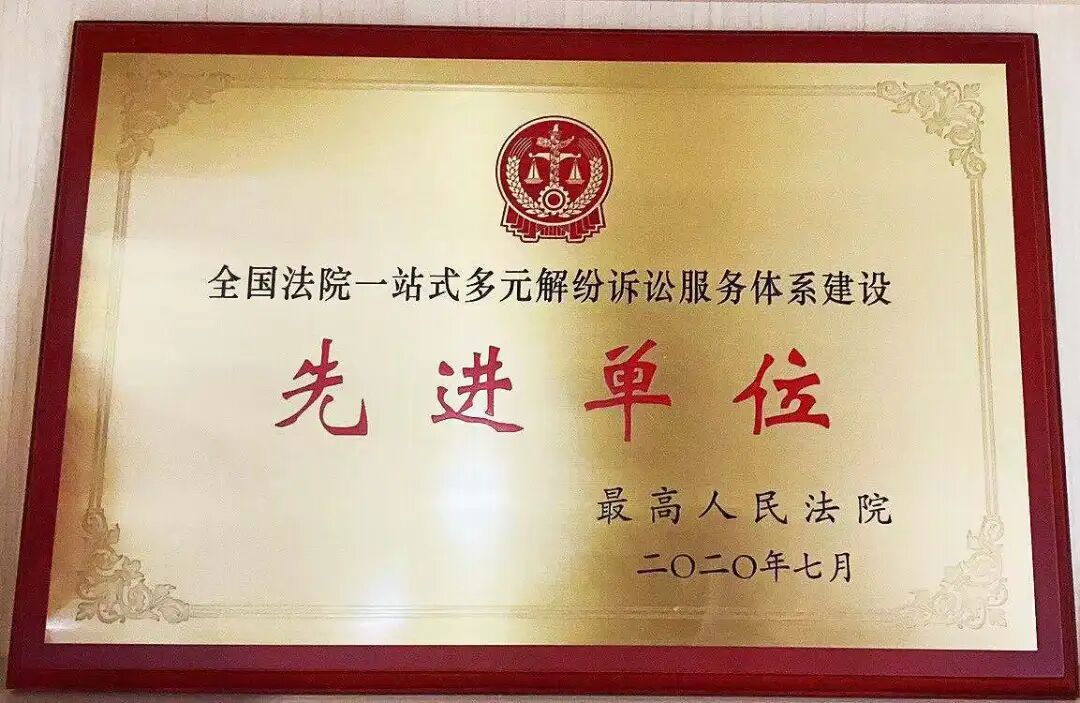 全国法院一站式多元解纷诉讼服务体系建设
先进单位
最高人民法院
二〇二〇年七月